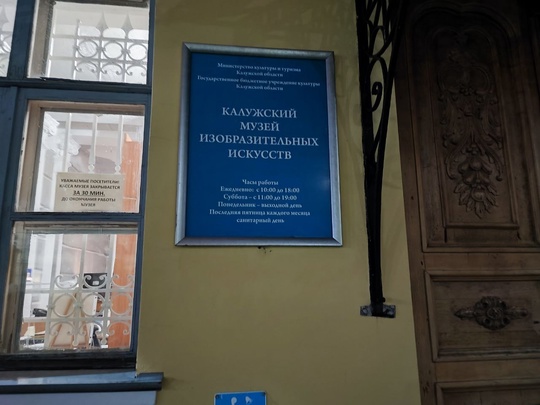 Министерство культуры и туризма
Калужской области
Государственное бюджетное учреждение культуры
Калужской области
КАЛУЖСКИЙ
МУЗЕЙ
ИЗОБРАЗИТЕЛЬНЫХ
ИСКУССТВ
Часы работы
Ежедневно: с 10:00 до 18:00
Суббота – с 11:00 до 19:00
Понедельник – выходной день
Последняя пятница каждого месяца
санитарный день
УВАЖАЕМЫЕ ПОСЕТИТЕЛИ!
КАССА МУЗЕЯ ЗАКРЫВАЕТСЯ
ЗА 30 МИН.
ДО ОКОНЧАНИЯ РАБОТЫ
МУЗЕЯ